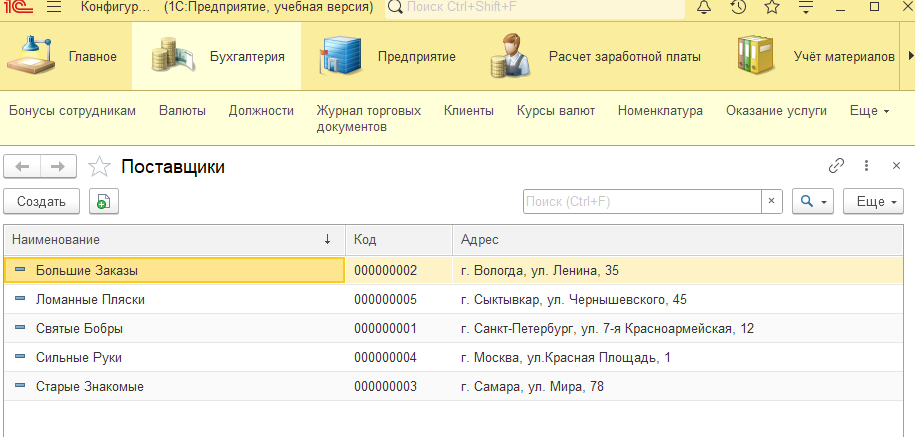 1С Конфигур... (1С:Предприятие, учебная версия) Поиск Ctrl+Shift+F
Главное Бухгалтерия Предприятие Расчет заработной платы Учёт материалов
Бонусы сотрудникам Валюты Должности Журнал торговых документов Клиенты Курсы валют Номенклатура Оказание услуги Еще
Поставщики
Создать Поиск (Ctrl+F) × Еще
Наименование ↓ Код Адрес
Большие Заказы 000000002 г. Вологда, ул. Ленина, 35
Ломанные Пляски 000000005 г. Сыктывкар, ул. Чернышевского, 45
Святые Бобры 000000001 г. Санкт-Петербург, ул. 7-я Красноармейская, 12
Сильные Руки 000000004 г. Москва, ул.Красная Площадь, 1
Старые Знакомые 000000003 г. Самара, ул. Мира, 78